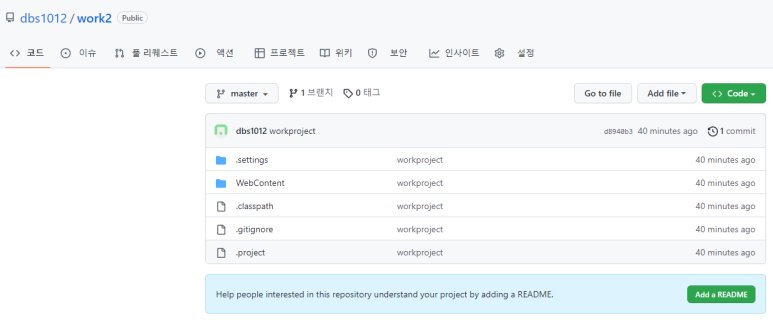 dbs1012 / work2 Public
<> 코드 이슈 풀 리퀘스트 액션 프로젝트 위키 보안 인사이트 설정
master 1 브랜치 0 태그 Go to file Add file <> Code
dbs1012 workproject d8948b3 40 minutes ago 1 commit
.settings workproject 40 minutes ago
WebContent workproject 40 minutes ago
.classpath workproject 40 minutes ago
.gitignore workproject 40 minutes ago
.project workproject 40 minutes ago
Help people interested in this repository understand your project by adding a README. Add a README